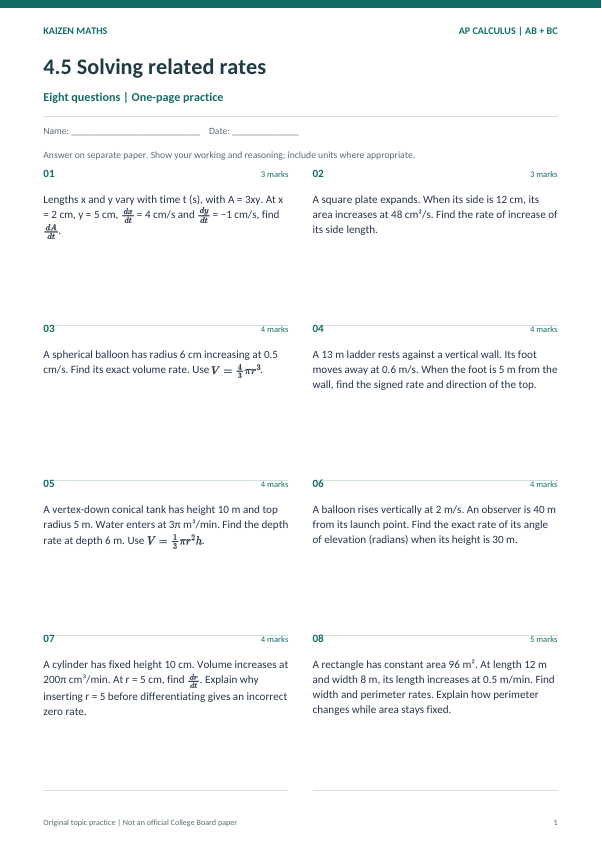 KAIZEN MATHS
AP CALCULUS | AB + BC
4.5 Solving related rates
Eight questions | One-page practice
Name: ____________________________ Date: ______________
Answer on separate paper. Show your working and reasoning; include units where appropriate.
01 3 marks
Lengths x and y vary with time t (s), with A = 3xy. At x
= 2 cm, y = 5 cm, dx/dt = 4 cm/s and dy/dt = −1 cm/s, find
dA/dt.
02 3 marks
A square plate expands. When its side is 12 cm, its
area increases at 48 cm²/s. Find the rate of increase of
its side length.
03 4 marks
A spherical balloon has radius 6 cm increasing at 0.5
cm/s. Find its exact volume rate. Use V = 4/3 πr³.
04 4 marks
A 13 m ladder rests against a vertical wall. Its foot
moves away at 0.6 m/s. When the foot is 5 m from the
wall, find the signed rate and direction of the top.
05 4 marks
A vertex-down conical tank has height 10 m and top
radius 5 m. Water enters at 3π m³/min. Find the depth
rate at depth 6 m. Use V = 1/3 πr²h.
06 4 marks
A balloon rises vertically at 2 m/s. An observer is 40 m
from its launch point. Find the exact rate of its angle
of elevation (radians) when its height is 30 m.
07 4 marks
A cylinder has fixed height 10 cm. Volume increases at
200π cm³/min. At r = 5 cm, find dr/dt. Explain why
inserting r = 5 before differentiating gives an incorrect
zero rate.
08 5 marks
A rectangle has constant area 96 m². At length 12 m
and width 8 m, its length increases at 0.5 m/min. Find
width and perimeter rates. Explain how perimeter
changes while area stays fixed.
Original topic practice | Not an official College Board paper
1